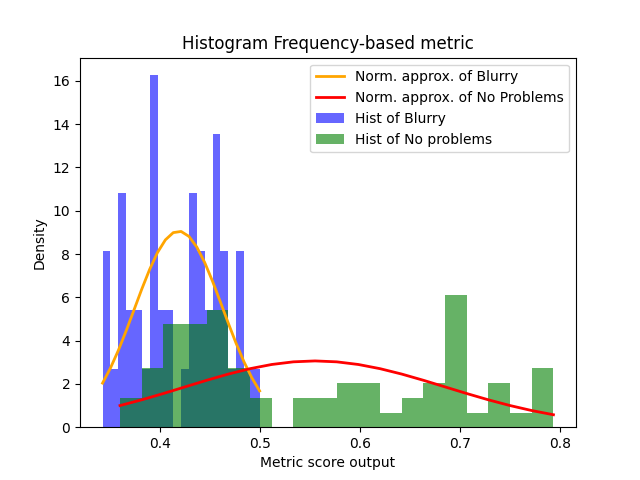 Histogram Frequency-based metric
Norm. approx. of Blurry
Norm. approx. of No Problems
Hist of Blurry
Hist of No problems
Density
16
14
12
10
8
6
4
2
0
0.4 0.5 0.6 0.7 0.8
Metric score output